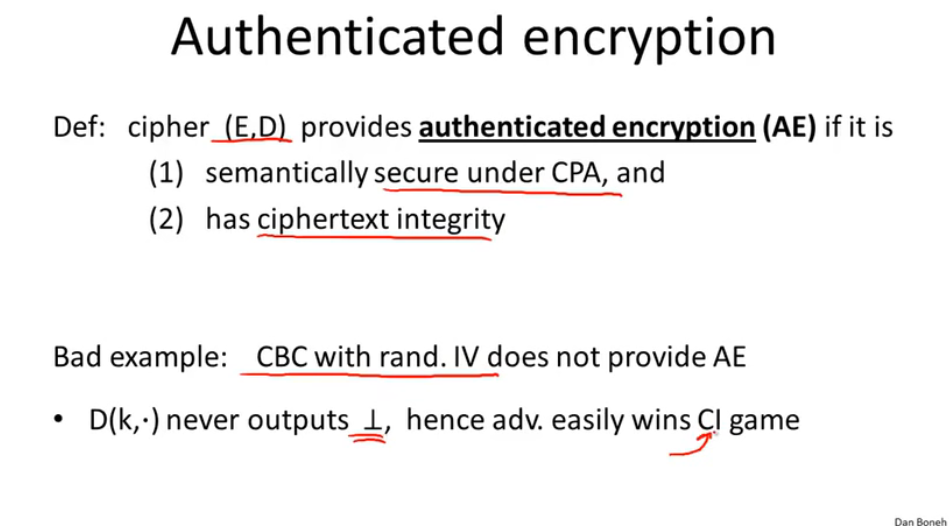 Authenticated encryption
Def: cipher (E,D) provides authenticated encryption (AE) if it is
(1) semantically secure under CPA, and
(2) has ciphertext integrity
Bad example: CBC with rand. IV does not provide AE
• D(k,·) never outputs ⊥, hence adv. easily wins CI game
Dan Boneh